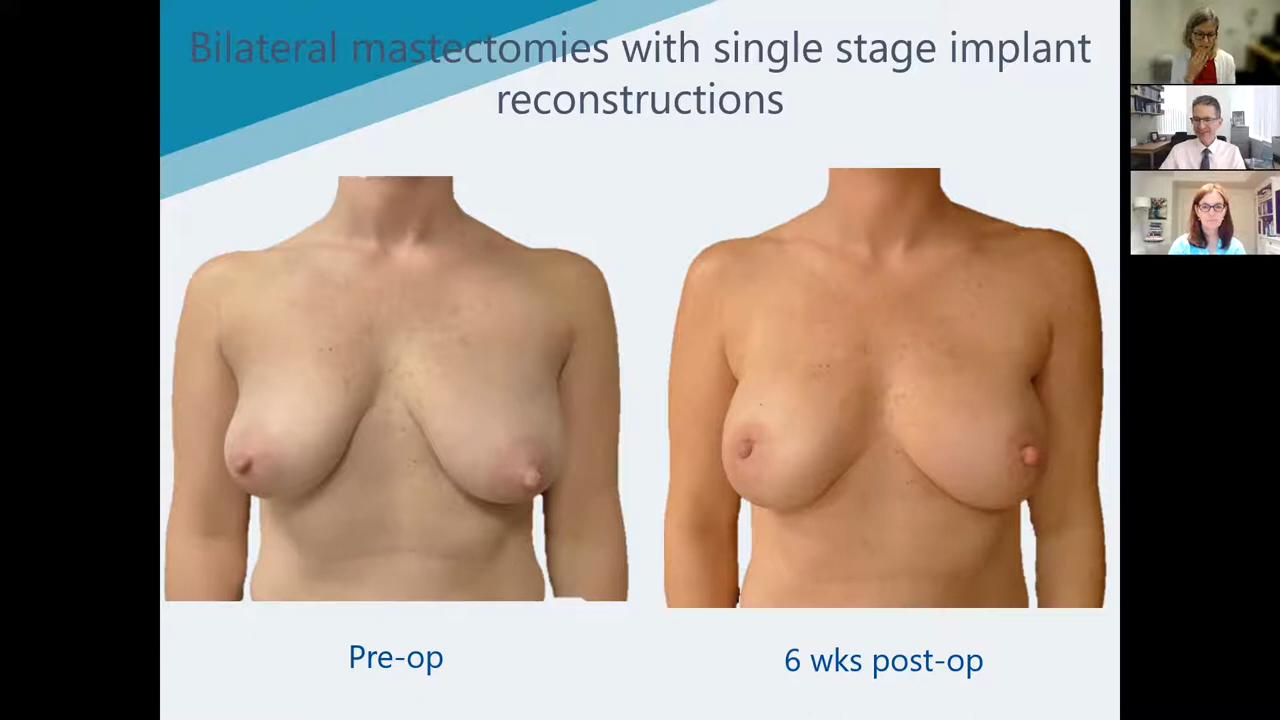 Bilateral mastectomies with single stage implant
reconstructions
Pre-op
6 wks post-op